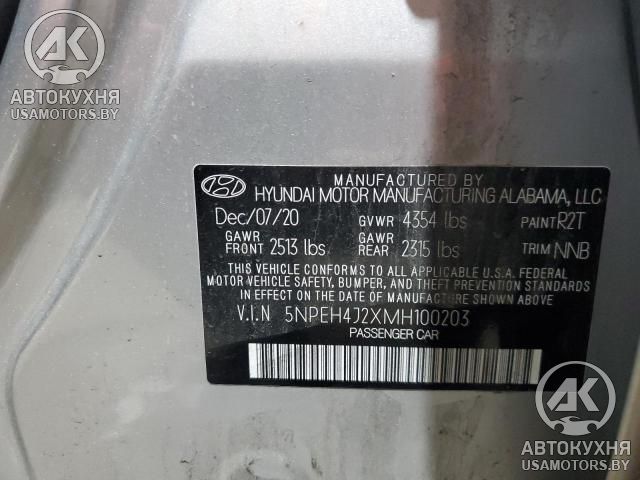 AK
АВТОКУХНЯ
USAMOTORS.BY
MANUFACTURED BY
HYUNDAI MOTOR MANUFACTURING ALABAMA, LLC
Dec/07/20 GVWR 4354 lbs PAINT R2T
GAWR FRONT 2513 lbs GAWR REAR 2315 lbs TRIM NNB
THIS VEHICLE CONFORMS TO ALL APPLICABLE U.S.A. FEDERAL
MOTOR VEHICLE SAFETY, BUMPER, AND THEFT PREVENTION STANDARDS
IN EFFECT ON THE DATE OF MANUFACTURE SHOWN ABOVE.
V.I.N 5NPEH4J2XMH100203
PASSENGER CAR
AK
АВТОКУХНЯ
USAMOTORS.BY